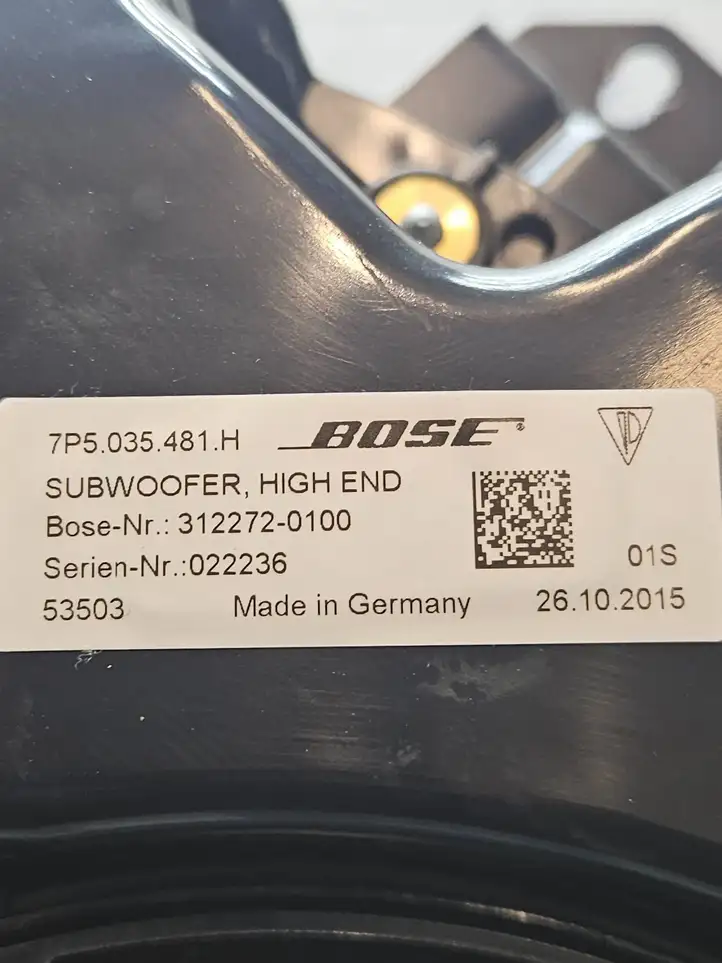 7P5.035.481.H BOSE®
SUBWOOFER, HIGH END
Bose-Nr.: 312272-0100
Serien-Nr.:022236
01S
53503 Made in Germany 26.10.2015